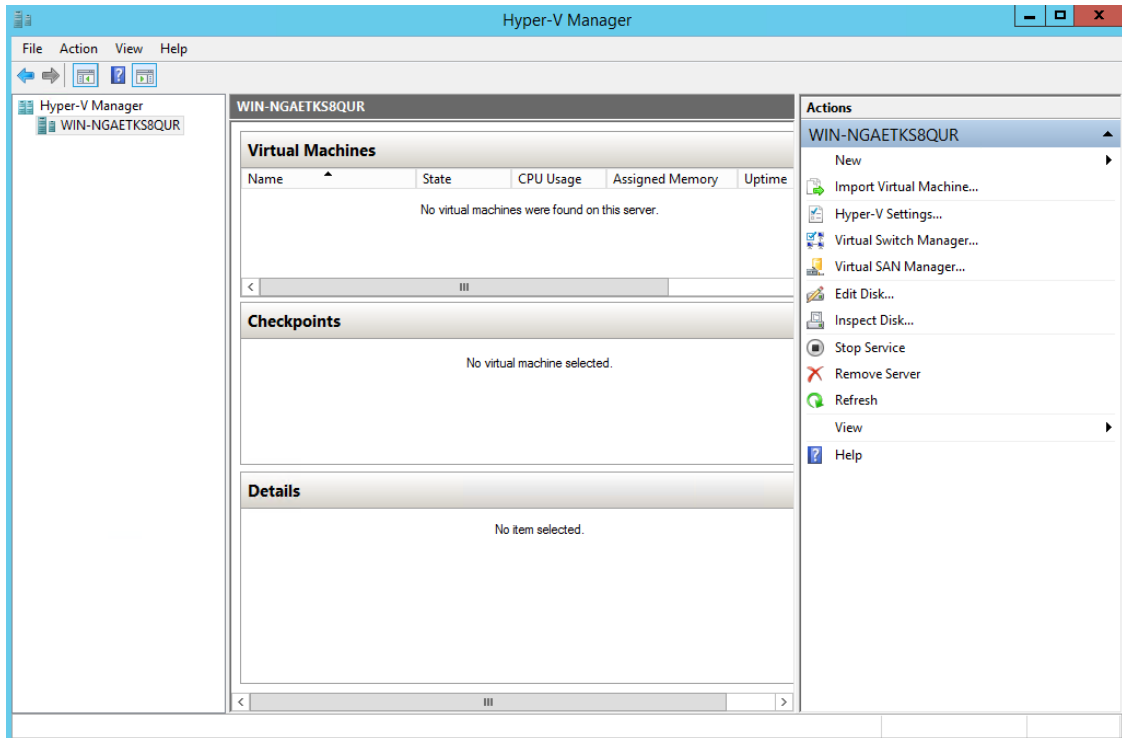 Hyper-V Manager
File Action View Help
Hyper-V Manager
WIN-NGAETKS8QUR
WIN-NGAETKS8QUR
Virtual Machines
Name State CPU Usage Assigned Memory Uptime
No virtual machines were found on this server.
Checkpoints
No virtual machine selected.
Details
No item selected.
Actions
WIN-NGAETKS8QUR
New
Import Virtual Machine...
Hyper-V Settings...
Virtual Switch Manager...
Virtual SAN Manager...
Edit Disk...
Inspect Disk...
Stop Service
Remove Server
Refresh
View
Help